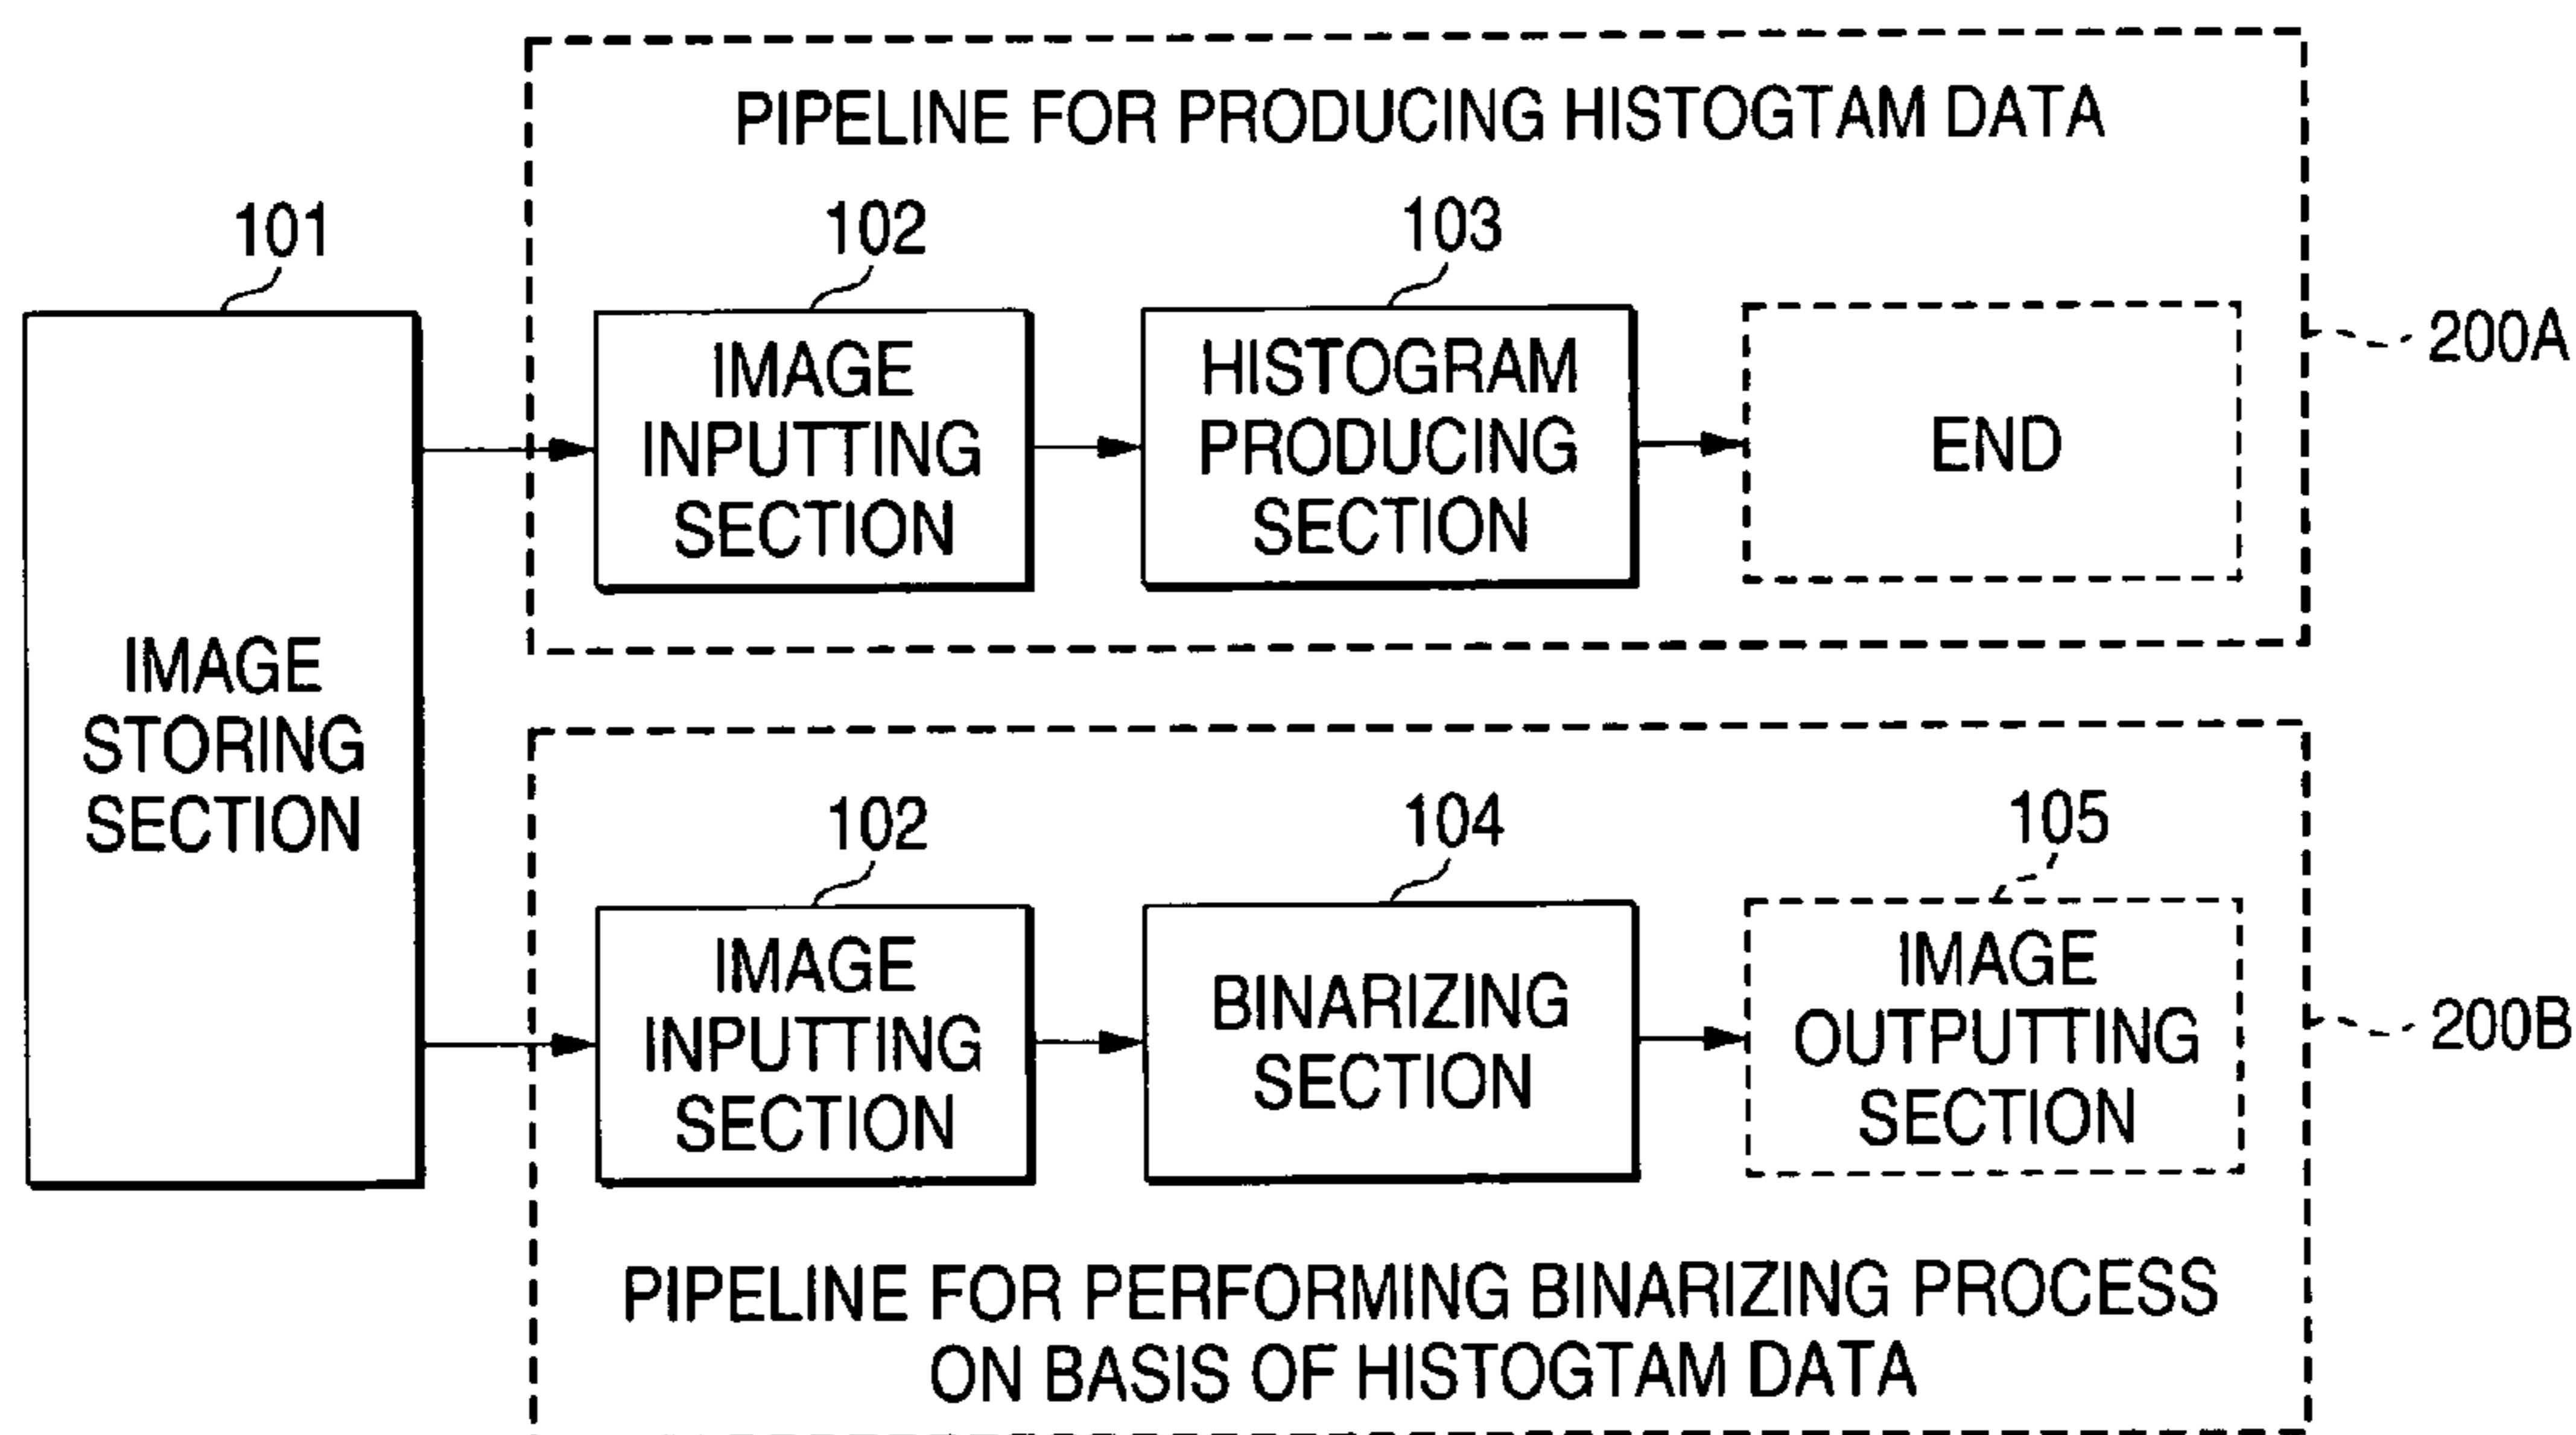 PIPELINE FOR PRODUCING HISTOGTAM DATA
101
102
103
IMAGE
STORING
SECTION
IMAGE
INPUTTING
SECTION
HISTOGRAM
PRODUCING
SECTION
END
200A
102
104
105
IMAGE
INPUTTING
SECTION
BINARIZING
SECTION
IMAGE
OUTPUTTING
SECTION
200B
PIPELINE FOR PERFORMING BINARIZING PROCESS
ON BASIS OF HISTOGTAM DATA